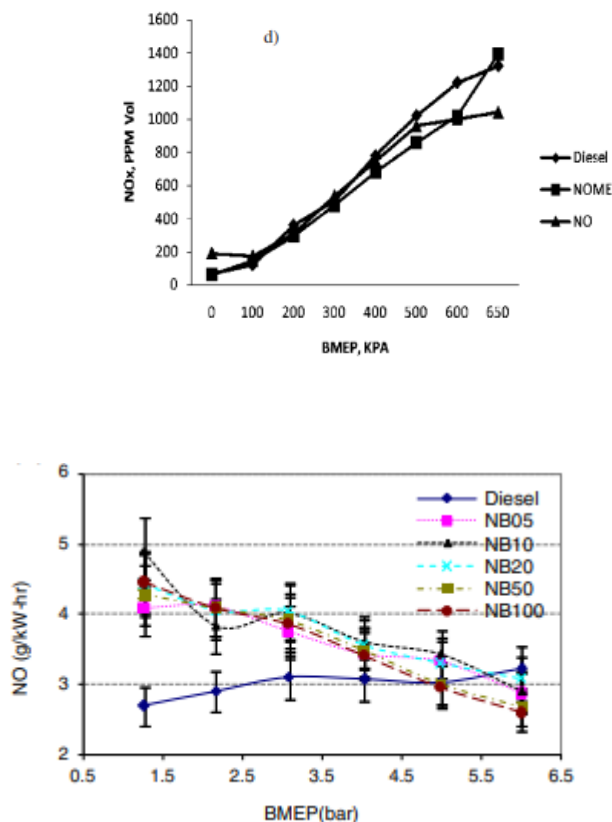 d)
1600
1400
1200
1000
800
600
400
200
0
NOx, PPM Vol
0 100 200 300 400 500 600 650
BMEP, KPA
Diesel
NOME
NO
6
5
4
3
2
NO (g/kW-hr)
Diesel
NB05
NB10
NB20
NB50
NB100
0.5 1.5 2.5 3.5 4.5 5.5 6.5
BMEP(bar)